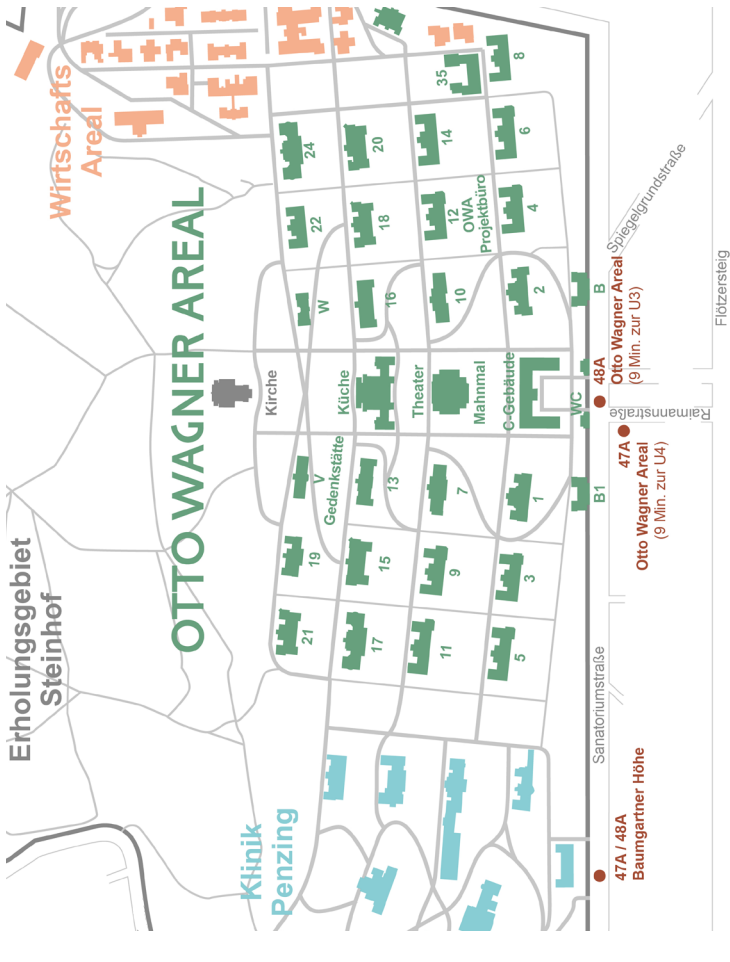 Erholungsgebiet
Steinhof
OTTO WAGNER AREAL
Wirtschafts
Areal
Klinik
Penzing
Kirche
21
19
V
Gedenkstätte
W
22
24
17
15
13
Küche
16
18
20
Theater
11
9
7
Mahnmal
10
12
OWA
Projektbüro
14
35
5
3
1
C-Gebäude
2
4
6
8
WC
B1
B
Sanatoriumstraße
Raimannstraße
Spiegelgrundstraße
Flötzersteig
47A / 48A
Baumgartner Höhe
47A
Otto Wagner Areal
(9 Min. zur U4)
48A
Otto Wagner Areal
(9 Min. zur U3)